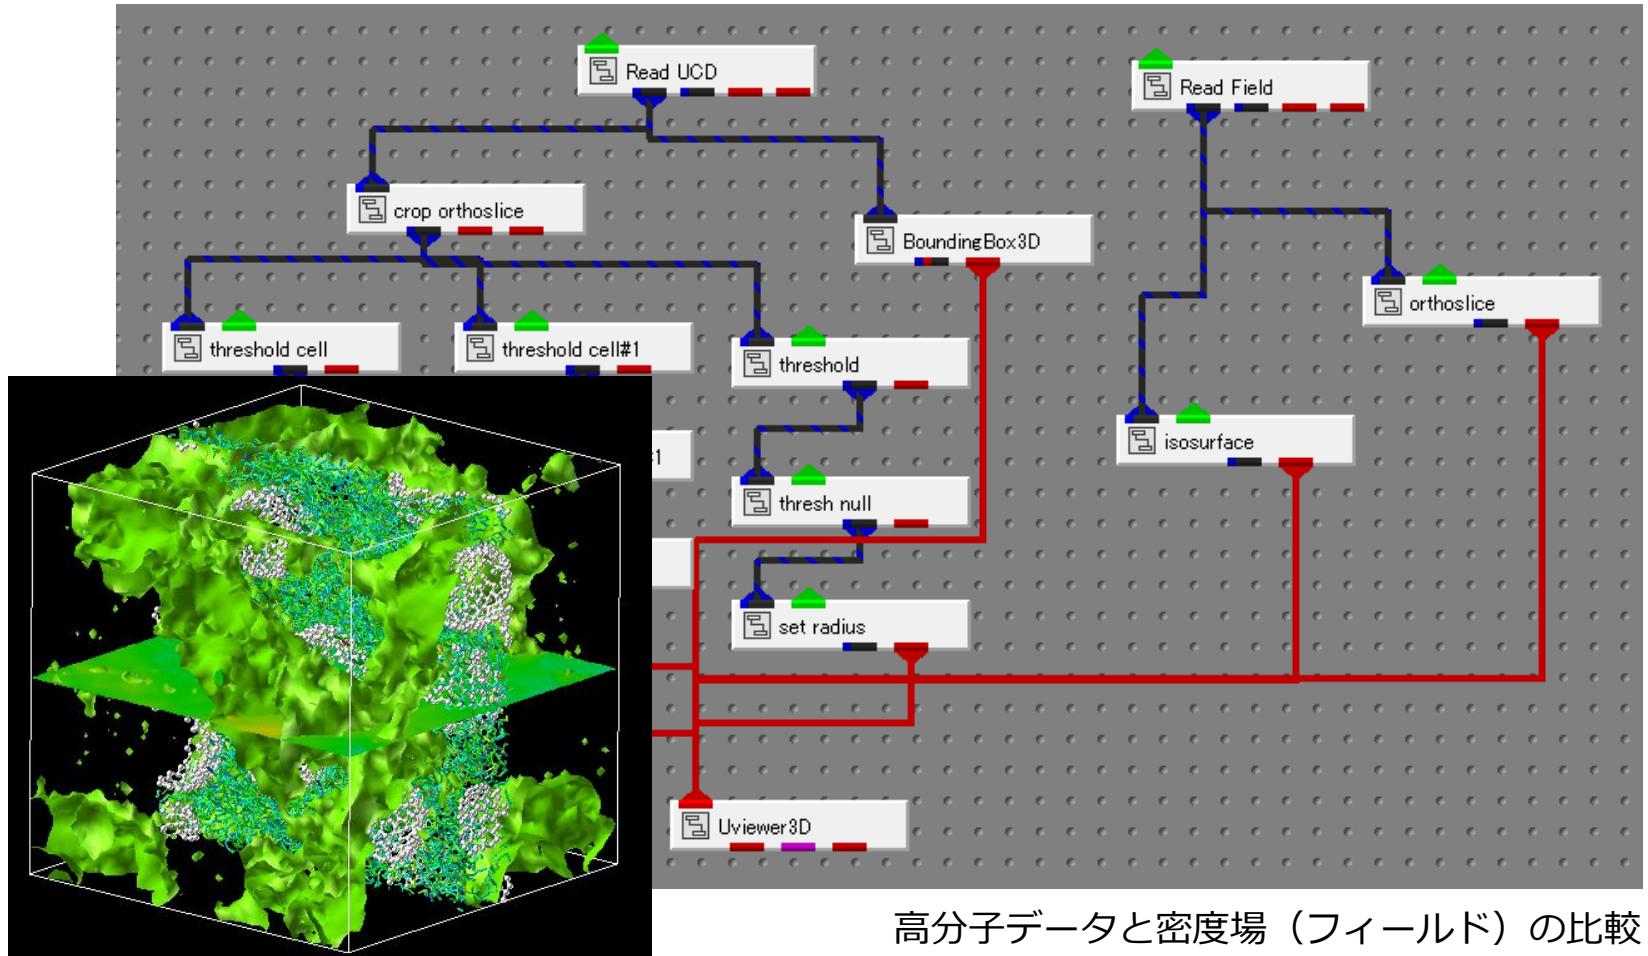 Read UCD
Read Field
crop orthoslice
BoundingBox3D
orthoslice
threshold cell
threshold cell#1
threshold
isosurface
#1
thresh null
set radius
Uviewer3D
高分子データと密度場（フィールド）の比較